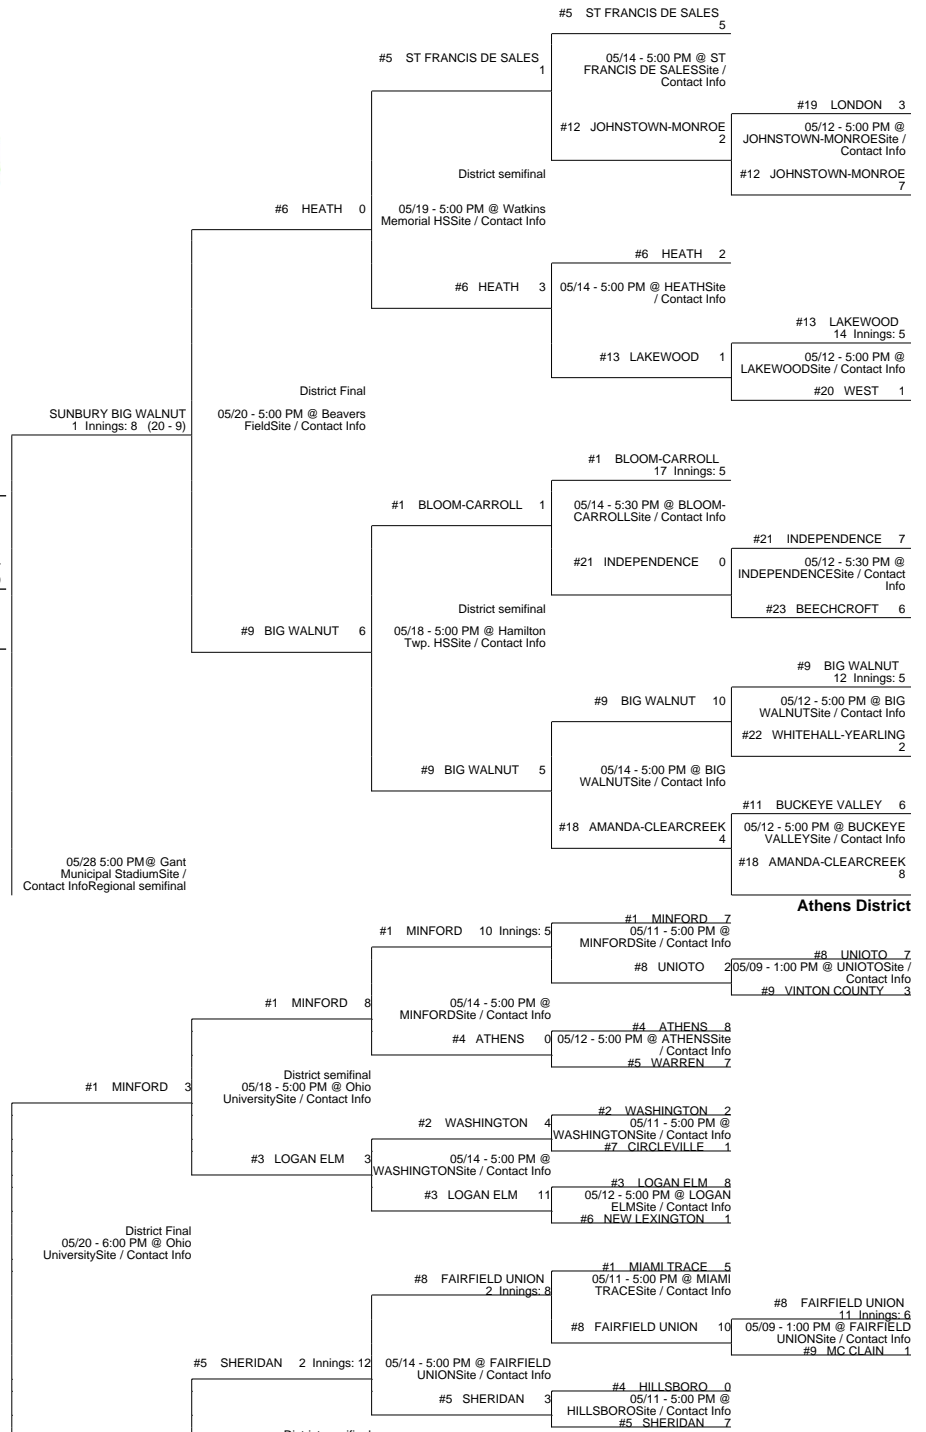 #5 ST FRANCIS DE SALES
5
#5 ST FRANCIS DE SALES
1
05/14 - 5:00 PM @ ST
FRANCIS DE SALESSite /
Contact Info
#19 LONDON 3
#12 JOHNSTOWN-MONROE
2
05/12 - 5:00 PM @
JOHNSTOWN-MONROESite /
Contact Info
District semifinal
#12 JOHNSTOWN-MONROE
7
#6 HEATH 0
05/19 - 5:00 PM @ Watkins
Memorial HSSite / Contact Info
#6 HEATH 2
#6 HEATH 3
05/14 - 5:00 PM @ HEATHSite
/ Contact Info
#13 LAKEWOOD
14 Innings: 5
#13 LAKEWOOD 1
05/12 - 5:00 PM @
LAKEWOODSite / Contact Info
District Final
#20 WEST 1
SUNBURY BIG WALNUT
1 Innings: 8 (20 - 9)
05/20 - 5:00 PM @ Beavers
FieldSite / Contact Info
#1 BLOOM-CARROLL
17 Innings: 5
#1 BLOOM-CARROLL 1
05/14 - 5:30 PM @ BLOOM-
CARROLLSite / Contact Info
#21 INDEPENDENCE 7
#21 INDEPENDENCE 0
05/12 - 5:30 PM @
INDEPENDENCESite / Contact
Info
District semifinal
#23 BEECHCROFT 6
#9 BIG WALNUT 6
05/18 - 5:00 PM @ Hamilton
Twp. HSSite / Contact Info
#9 BIG WALNUT
12 Innings: 5
#9 BIG WALNUT 10
05/12 - 5:00 PM @ BIG
WALNUTSite / Contact Info
#22 WHITEHALL-YEARLING
2
#9 BIG WALNUT 5
05/14 - 5:00 PM @ BIG
WALNUTSite / Contact Info
#11 BUCKEYE VALLEY 6
#18 AMANDA-CLEARCREEK
4
05/12 - 5:00 PM @ BUCKEYE
VALLEYSite / Contact Info
#18 AMANDA-CLEARCREEK
8
05/28 5:00 PM@ Gant
Municipal StadiumSite /
Contact InfoRegional semifinal
Athens District
#1 MINFORD 7
#1 MINFORD 10 Innings: 5
05/11 - 5:00 PM @
MINFORDSite / Contact Info
#8 UNIOTO 7
#8 UNIOTO 2
05/09 - 1:00 PM @ UNIOTOSite /
Contact Info
#9 VINTON COUNTY 3
#1 MINFORD 8
05/14 - 5:00 PM @
MINFORDSite / Contact Info
#4 ATHENS 8
#4 ATHENS 0
05/12 - 5:00 PM @ ATHENSSite
/ Contact Info
#5 WARREN 7
District semifinal
05/18 - 5:00 PM @ Ohio
UniversitySite / Contact Info
#1 MINFORD 3
#2 WASHINGTON 2
#2 WASHINGTON 4
05/11 - 5:00 PM @
WASHINGTONSite / Contact Info
#7 CIRCLEVILLE 1
#3 LOGAN ELM 3
05/14 - 5:00 PM @
WASHINGTONSite / Contact Info
#3 LOGAN ELM 8
#3 LOGAN ELM 11
05/12 - 5:00 PM @ LOGAN
ELMSite / Contact Info
#6 NEW LEXINGTON 1
District Final
05/20 - 6:00 PM @ Ohio
UniversitySite / Contact Info
#1 MIAMI TRACE 5
#8 FAIRFIELD UNION
2 Innings: 8
05/11 - 5:00 PM @ MIAMI
TRACESite / Contact Info
#8 FAIRFIELD UNION
11 Innings: 6
#8 FAIRFIELD UNION 10
05/09 - 1:00 PM @ FAIRFIELD
UNIONSite / Contact Info
#9 MC CLAIN 1
#5 SHERIDAN 2 Innings: 12
05/14 - 5:00 PM @ FAIRFIELD
UNIONSite / Contact Info
#4 HILLSBORO 0
#5 SHERIDAN 3
05/11 - 5:00 PM @
HILLSBOROSite / Contact Info
#5 SHERIDAN 7